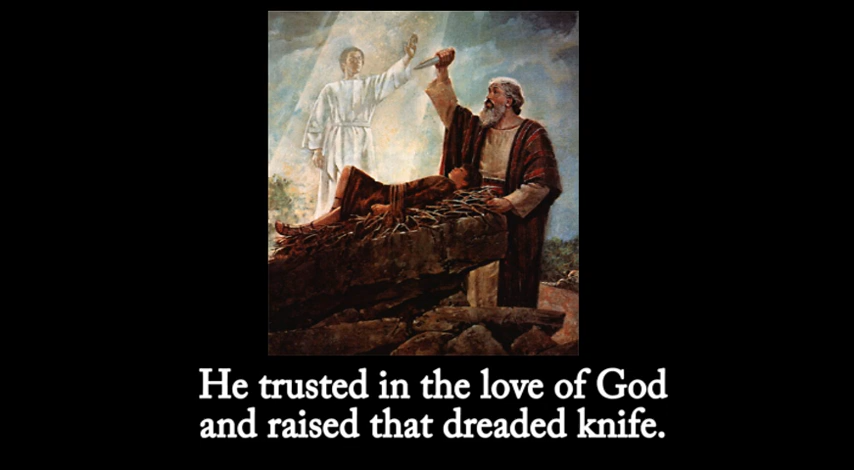 He trusted in the love of God
and raised that dreaded knife.